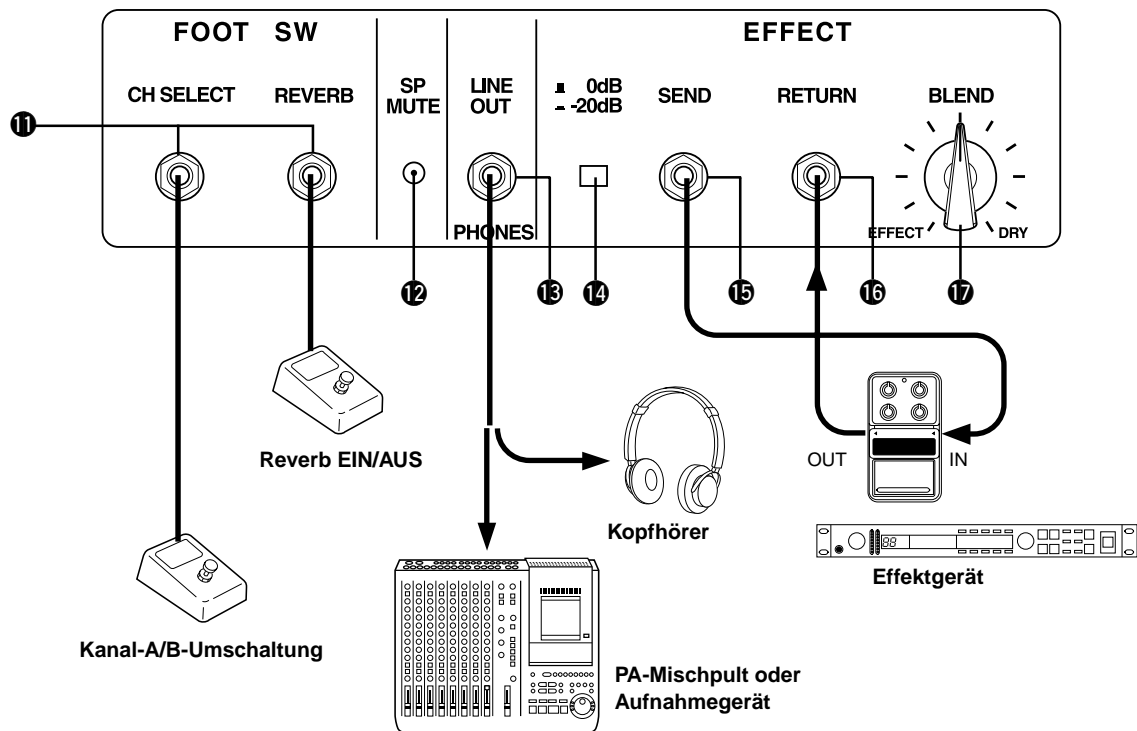 FOOT SW
EFFECT
CH SELECT
REVERB
SP
MUTE
LINE
OUT
0dB
-20dB
SEND
RETURN
BLEND
11
PHONES
EFFECT
DRY
12
13
14
15
16
17
Reverb EIN/AUS
OUT
IN
Kopfhörer
88
Effektgerät
Kanal-A/B-Umschaltung
PA-Mischpult oder
Aufnahmegerät